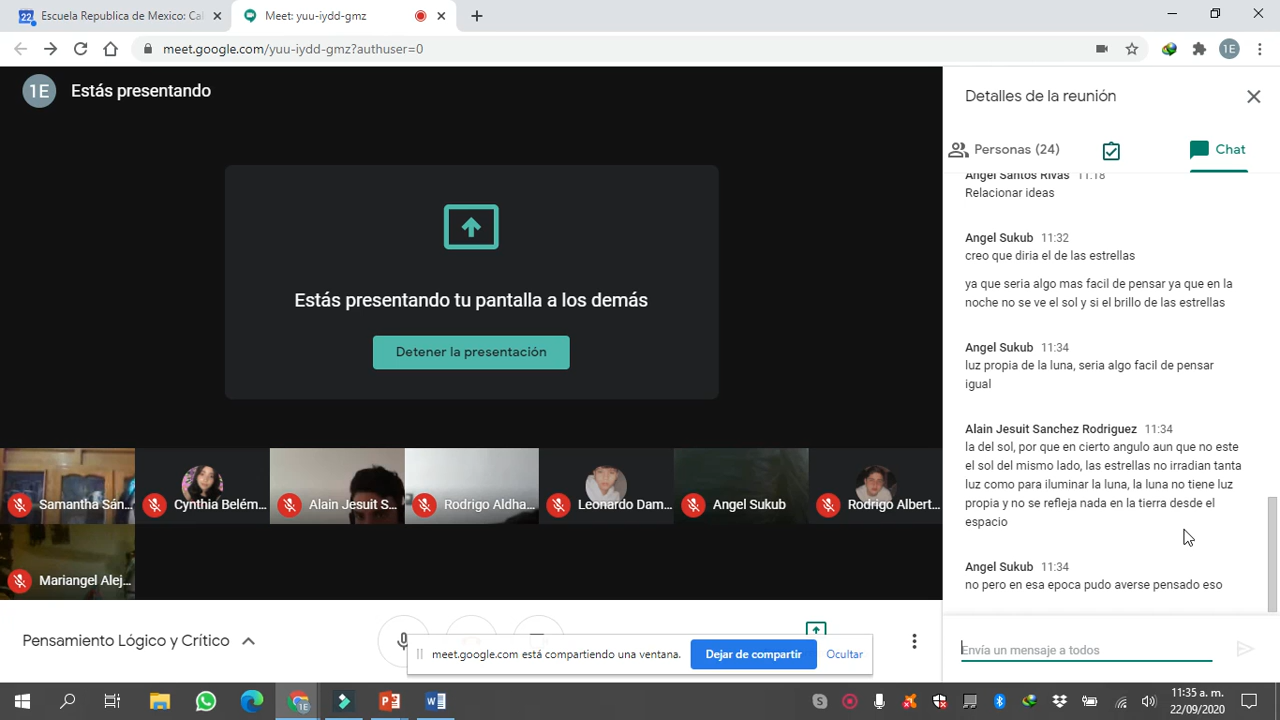 Escuela Republica de Mexico: Cal
Meet: yuu-iydd-gmz
meet.google.com/yuu-iydd-gmz?authuser=0
1E
1E
Estás presentando
Estás presentando tu pantalla a los demás
Detener la presentación
Samantha Sán...
Cynthia Belém...
Alain Jesuit S...
Rodrigo Aldha...
Leonardo Dam...
Angel Sukub
Rodrigo Albert...
Mariangel Alej...
Pensamiento Lógico y Crítico
meet.google.com está compartiendo una ventana.
Dejar de compartir
Ocultar
Detalles de la reunión
Personas (24)
Chat
Angel Santos Rivas 11:18
Relacionar ideas
Angel Sukub 11:32
creo que diria el de las estrellas
ya que seria algo mas facil de pensar ya que en la
noche no se ve el sol y si el brillo de las estrellas
Angel Sukub 11:34
luz propia de la luna, seria algo facil de pensar
igual
Alain Jesuit Sanchez Rodriguez 11:34
la del sol, por que en cierto angulo aun que no este
el sol del mismo lado, las estrellas no irradian tanta
luz como para iluminar la luna, la luna no tiene luz
propia y no se refleja nada en la tierra desde el
espacio
Angel Sukub 11:34
no pero en esa epoca pudo averse pensado eso
Envía un mensaje a todos
11:35 a. m.
22/09/2020